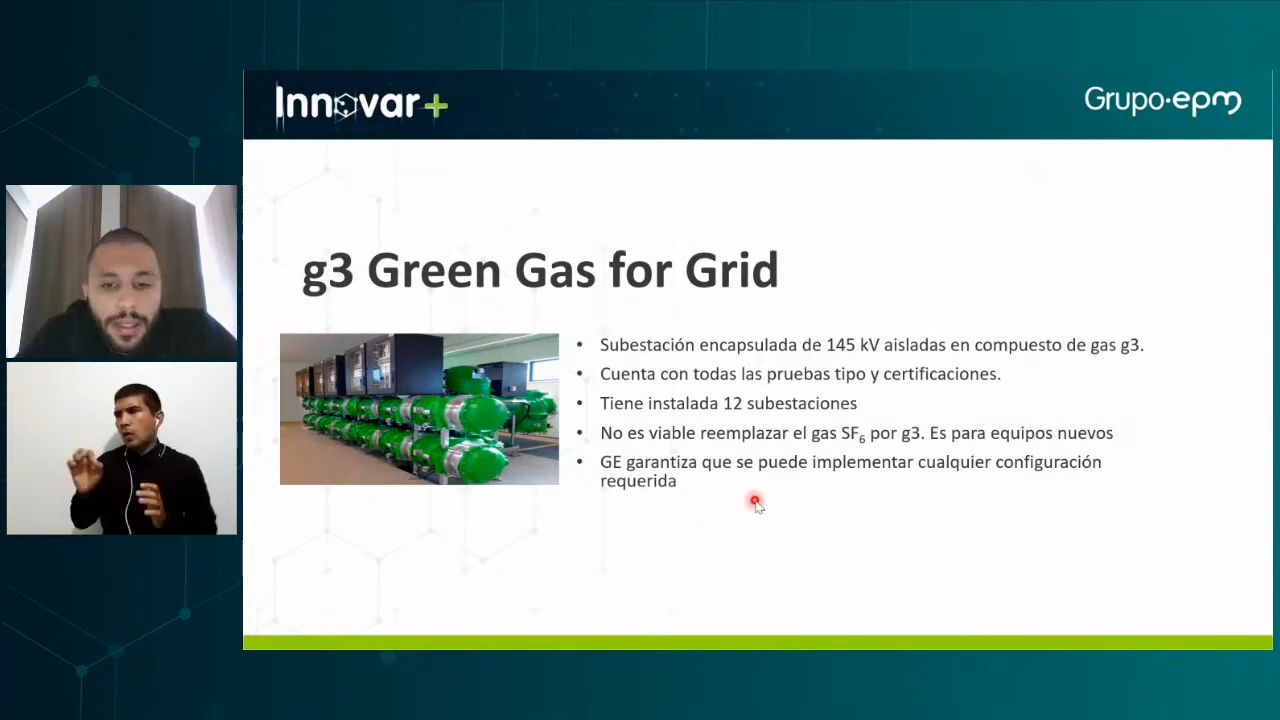 Innovar+
Grupo·epm
g3 Green Gas for Grid
• Subestación encapsulada de 145 kV aisladas en compuesto de gas g3.
• Cuenta con todas las pruebas tipo y certificaciones.
• Tiene instalada 12 subestaciones
• No es viable reemplazar el gas SF₆ por g3. Es para equipos nuevos
• GE garantiza que se puede implementar cualquier configuración
requerida